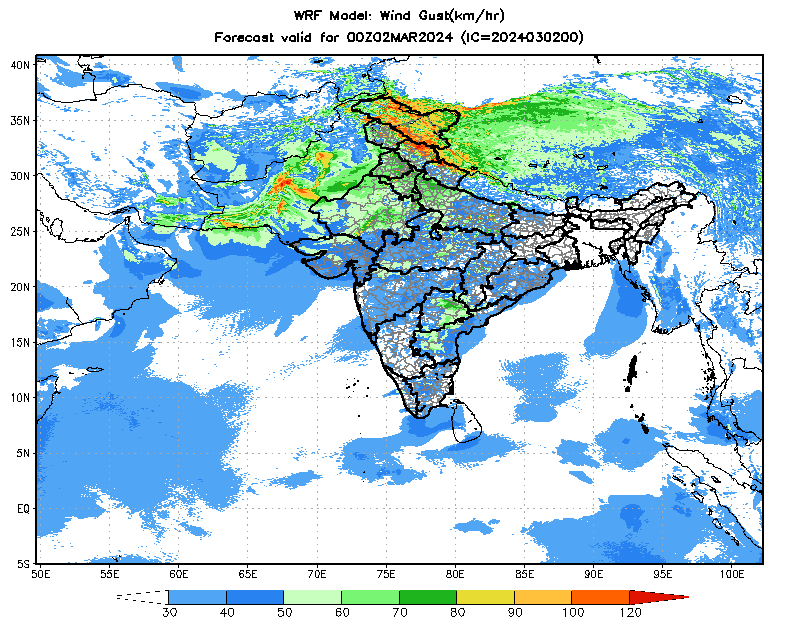 WRF Model: Wind Gust(km/hr)
Forecast valid for 00Z02MAR2024 (IC=2024030200)
40N
35N
30N
25N
20N
15N
10N
5N
EQ
5S
50E 55E 60E 65E 70E 75E 80E 85E 90E 95E 100E
30 40 50 60 70 80 90 100 120